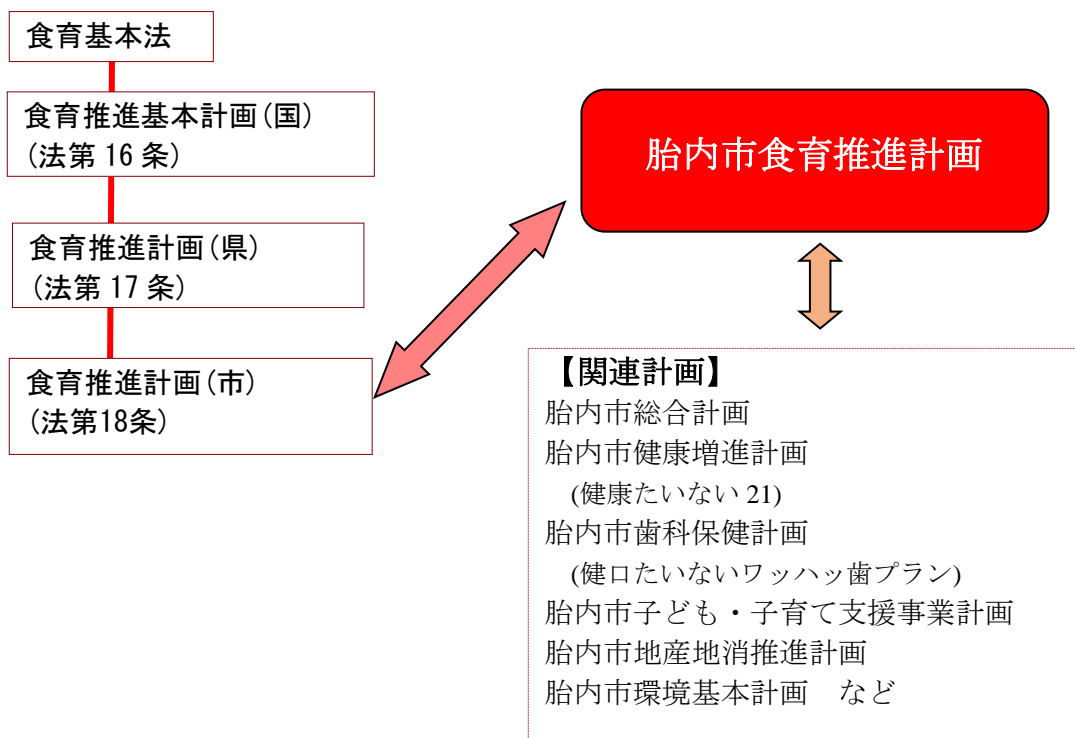 食育基本法
食育推進基本計画(国)
(法第 16 条)
食育推進計画(県)
(法第 17 条)
食育推進計画(市)
(法第18条)
胎内市食育推進計画
【関連計画】
胎内市総合計画
胎内市健康増進計画
(健康たいない 21)
胎内市歯科保健計画
(健口たいないワッハッ歯プラン)
胎内市子ども・子育て支援事業計画
胎内市地産地消推進計画
胎内市環境基本計画　など